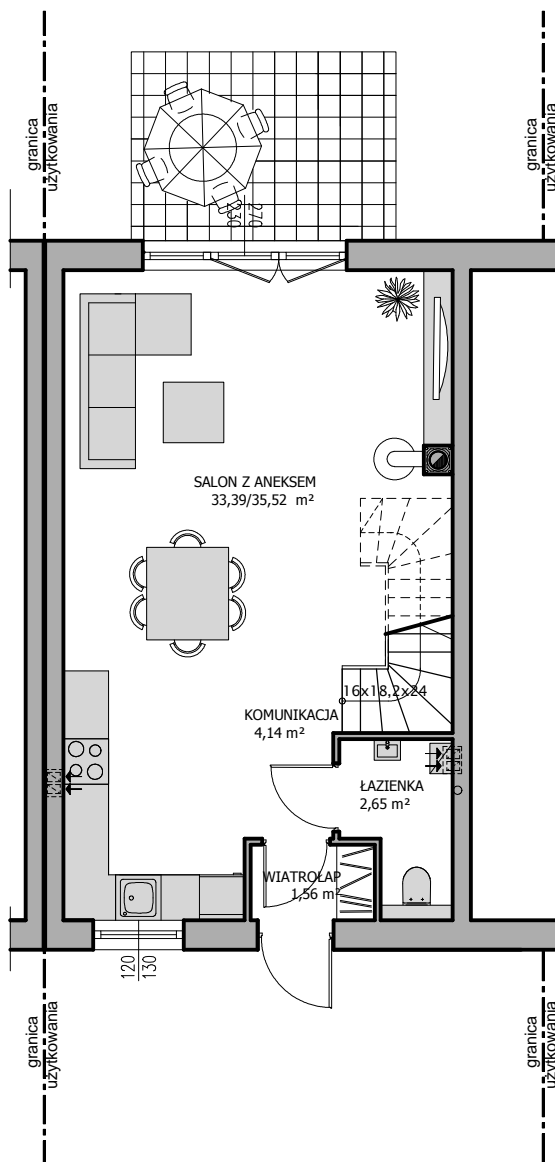 granica
użytkowania
granica
użytkowania
230
270
SALON Z ANEKSEM
33,39/35,52 m²
16x18,2x24
KOMUNIKACJA
4,14 m²
ŁAZIENKA
2,65 m²
WIATROŁAP
1,56 m²
120
130
granica
użytkowania
granica
użytkowania